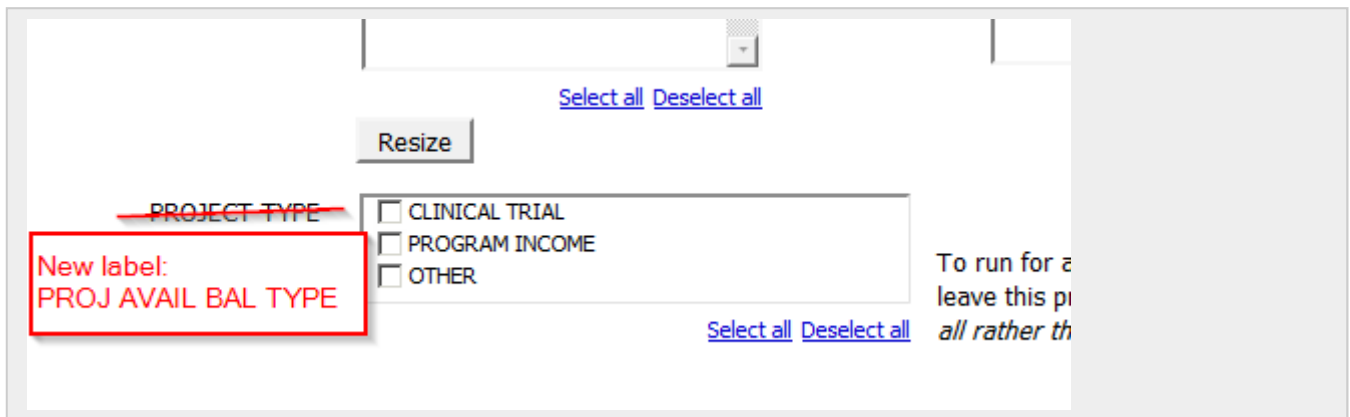 Select all Deselect all
Resize
PROJECT TYPE
CLINICAL TRIAL
PROGRAM INCOME
OTHER
New label:
PROJ AVAIL BAL TYPE
To run for a
leave this p
all rather th
Select all Deselect all